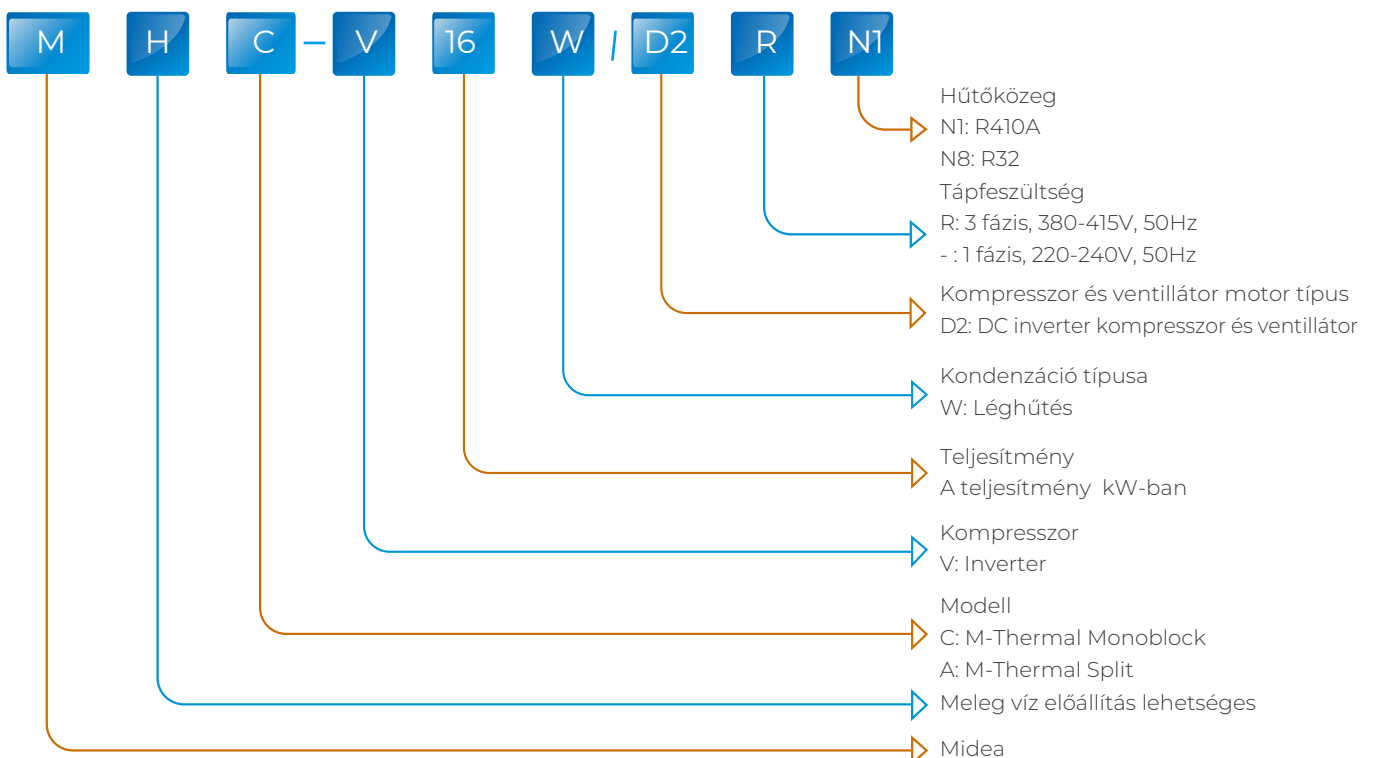 M H C – V 16 W / D2 R N1
Hűtőközeg
N1: R410A
N8: R32
Tápfeszültség
R: 3 fázis, 380-415V, 50Hz
- : 1 fázis, 220-240V, 50Hz
Kompresszor és ventillátor motor típus
D2: DC inverter kompresszor és ventillátor
Kondenzáció típusa
W: Léghűtés
Teljesítmény
A teljesítmény kW-ban
Kompresszor
V: Inverter
Modell
C: M-Thermal Monoblock
A: M-Thermal Split
Meleg víz előállítás lehetséges
Midea